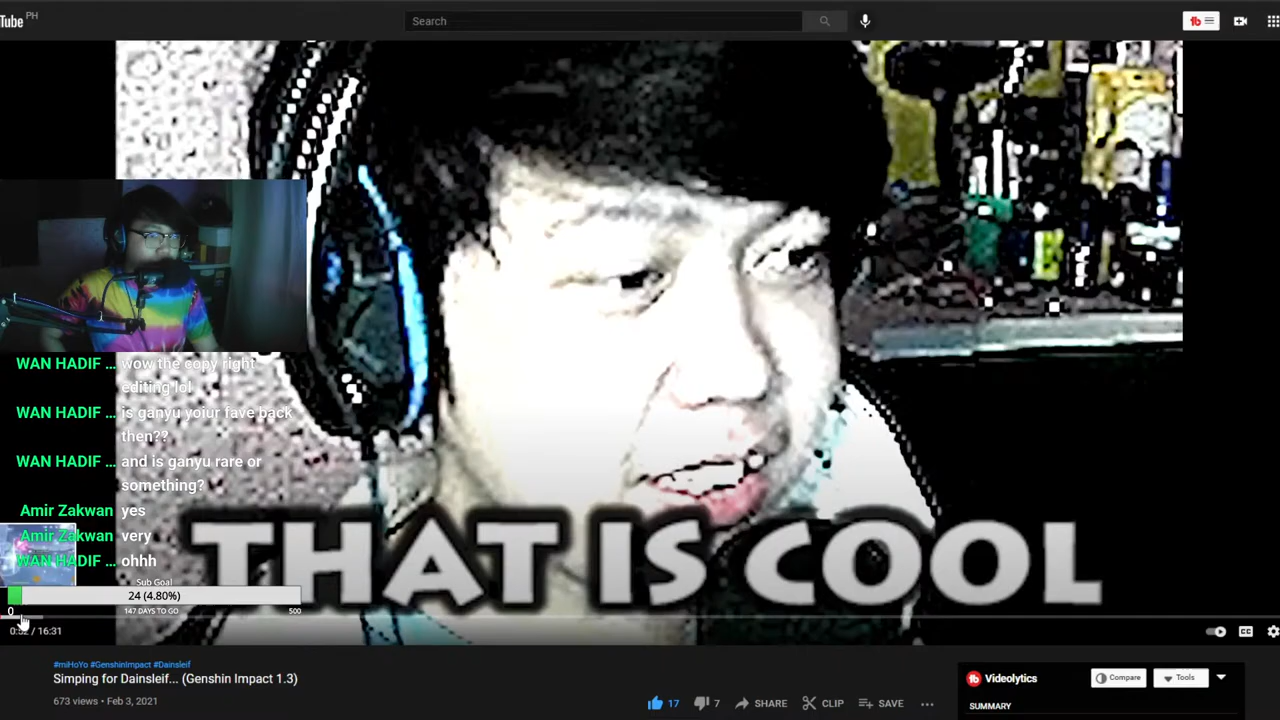 Tube PH
Search
WAN HADIF ... wow the copy right
editing lol
WAN HADIF ... is ganyu yoiur fave back
then??
WAN HADIF ... and is ganyu rare or
something?
Amir Zakwan yes
Amir Zakwan very
WAN HADIF ... ohhh
THAT IS COOL
Sub Goal
24 (4.80%)
0 147 DAYS TO GO 500
0:52 / 16:31
CC
#miHoYo #GenshinImpact #Dainsleif
Simping for Dainsleif... (Genshin Impact 1.3)
673 views • Feb 3, 2021
17 7 SHARE CLIP SAVE ...
tb Videolytics Compare Tools
SUMMARY